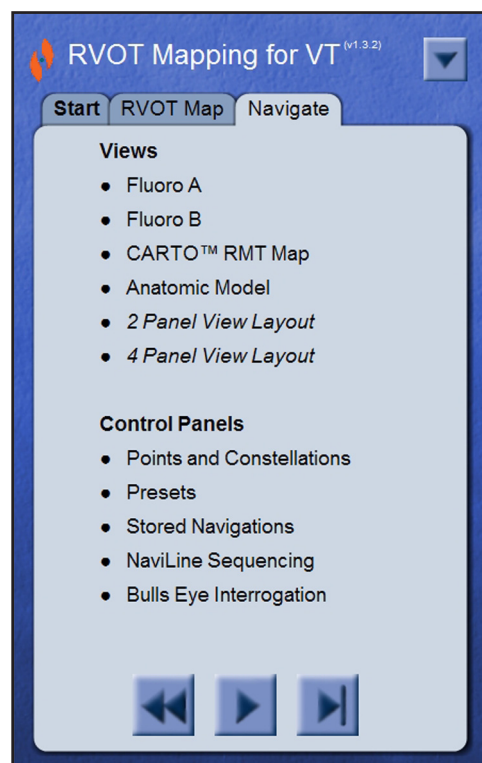 RVOT Mapping for VT (v1.3.2)
Start RVOT Map Navigate
Views
• Fluoro A
• Fluoro B
• CARTO™ RMT Map
• Anatomic Model
• 2 Panel View Layout
• 4 Panel View Layout
Control Panels
• Points and Constellations
• Presets
• Stored Navigations
• NaviLine Sequencing
• Bulls Eye Interrogation